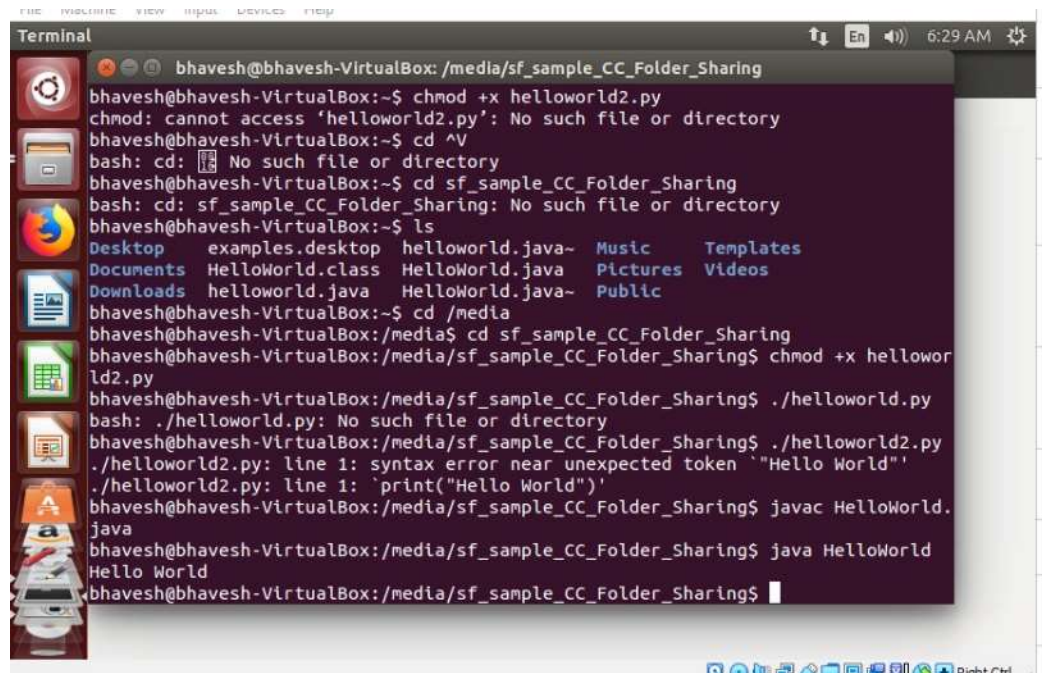 File Machine View Input Devices Help
Terminal
En 6:29 AM
bhavesh@bhavesh-VirtualBox: /media/sf_sample_CC_Folder_Sharing
bhavesh@bhavesh-VirtualBox:~$ chmod +x helloworld2.py
chmod: cannot access ‘helloworld2.py’: No such file or directory
bhavesh@bhavesh-VirtualBox:~$ cd ^V
bash: cd: No such file or directory
bhavesh@bhavesh-VirtualBox:~$ cd sf_sample_CC_Folder_Sharing
bash: cd: sf_sample_CC_Folder_Sharing: No such file or directory
bhavesh@bhavesh-VirtualBox:~$ ls
Desktop examples.desktop helloworld.java~ Music Templates
Documents HelloWorld.class HelloWorld.java Pictures Videos
Downloads helloworld.java HelloWorld.java~ Public
bhavesh@bhavesh-VirtualBox:~$ cd /media
bhavesh@bhavesh-VirtualBox:/media$ cd sf_sample_CC_Folder_Sharing
bhavesh@bhavesh-VirtualBox:/media/sf_sample_CC_Folder_Sharing$ chmod +x hellowor
ld2.py
bhavesh@bhavesh-VirtualBox:/media/sf_sample_CC_Folder_Sharing$ ./helloworld.py
bash: ./helloworld.py: No such file or directory
bhavesh@bhavesh-VirtualBox:/media/sf_sample_CC_Folder_Sharing$ ./helloworld2.py
./helloworld2.py: line 1: syntax error near unexpected token `"Hello World"'
./helloworld2.py: line 1: `print("Hello World")'
bhavesh@bhavesh-VirtualBox:/media/sf_sample_CC_Folder_Sharing$ javac HelloWorld.
java
bhavesh@bhavesh-VirtualBox:/media/sf_sample_CC_Folder_Sharing$ java HelloWorld
Hello World
bhavesh@bhavesh-VirtualBox:/media/sf_sample_CC_Folder_Sharing$
Right Ctrl